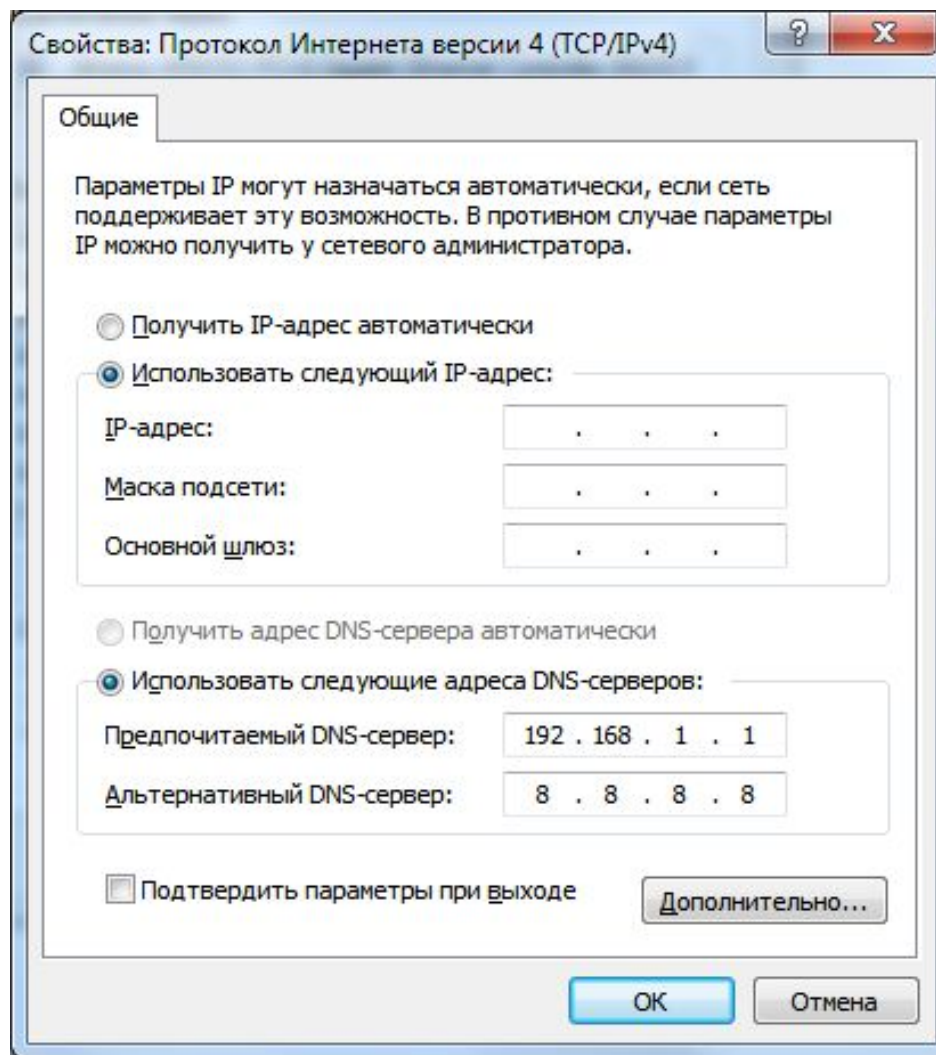 Свойства: Протокол Интернета версии 4 (TCP/IPv4)
?
Общие
Параметры IP могут назначаться автоматически, если сеть
поддерживает эту возможность. В противном случае параметры
IP можно получить у сетевого администратора.
Получить IP-адрес автоматически
Использовать следующий IP-адрес:
IP-адрес: . . .
Маска подсети: . . .
Основной шлюз: . . .
Получить адрес DNS-сервера автоматически
Использовать следующие адреса DNS-серверов:
Предпочитаемый DNS-сервер: 192 . 168 . 1 . 1
Альтернативный DNS-сервер: 8 . 8 . 8 . 8
Подтвердить параметры при выходе
Дополнительно...
ОК Отмена